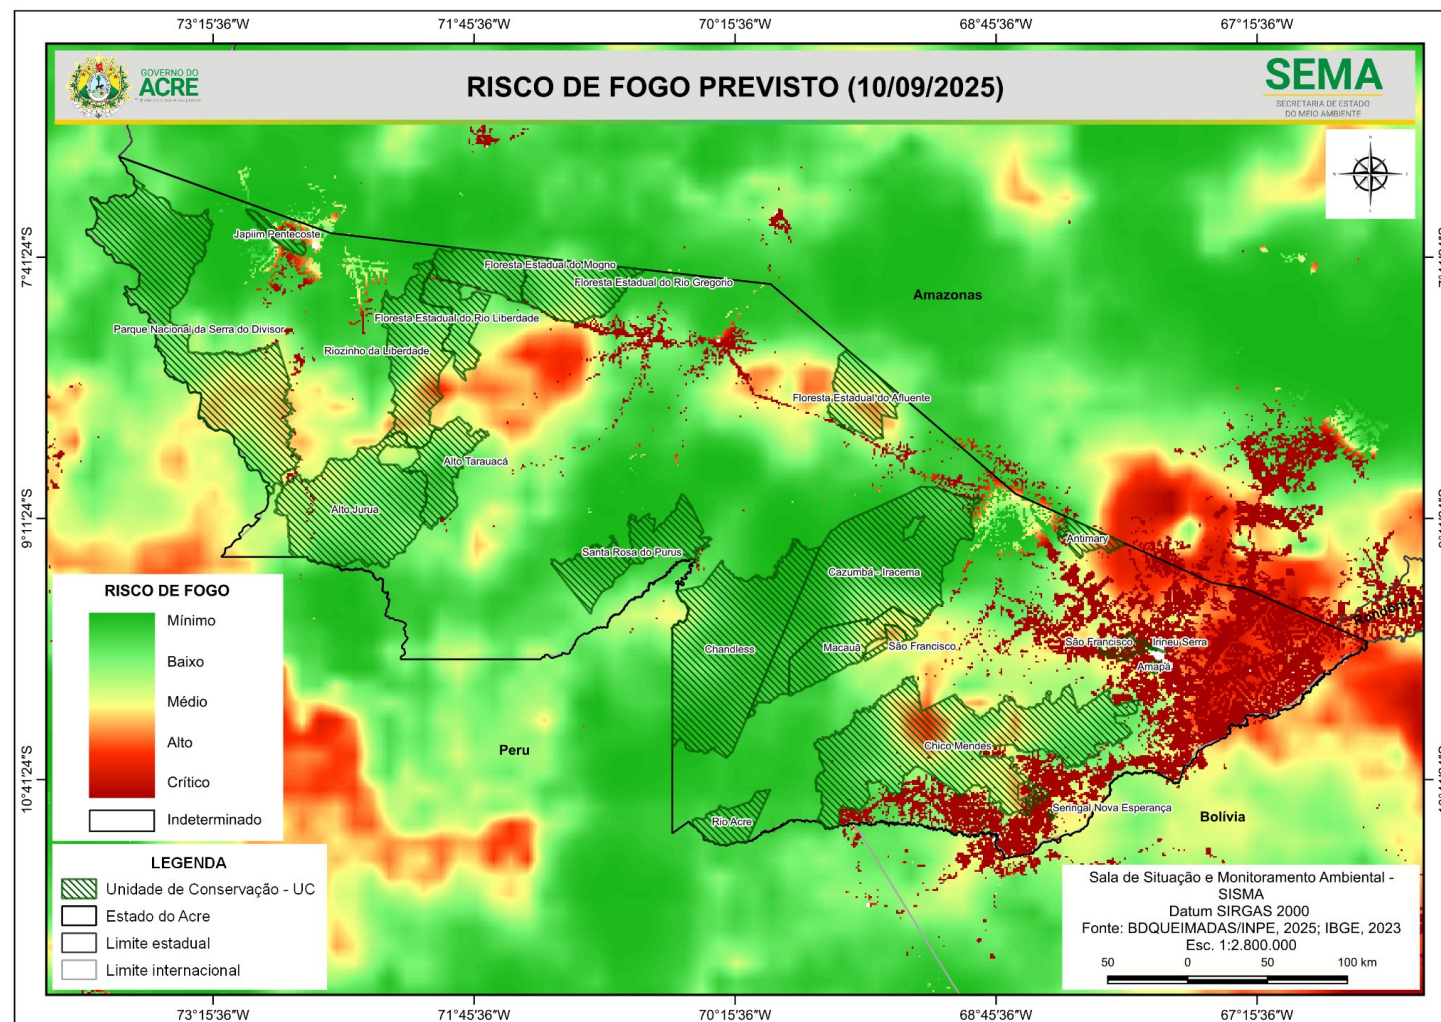 73°15'36"W
71°45'36"W
70°15'36"W
68°45'36"W
67°15'36"W
GOVERNO DO
ACRE
RISCO DE FOGO PREVISTO (10/09/2025)
SEMA
SECRETARIA DE ESTADO
DO MEIO AMBIENTE
N
7°41'24"S
Japiim Pentecoste
Floresta Estadual do Mogno
Floresta Estadual do Rio Gregorio
Amazonas
Floresta Estadual do Rio Liberdade
Parque Nacional da Serra do Divisor
Riozinho da Liberdade
Floresta Estadual do Afluente
Alto Tarauacá
Alto Jurua
9°11'24"S
Antimary
Santa Rosa do Purus
Cazumbá - Iracema
Rondônia
Chandless
Macauã
São Francisco
São Francisco
Irineu Serra
Amapá
Peru
Chico Mendes
10°41'24"S
Seringal Nova Esperança
Rio Acre
Bolívia
RISCO DE FOGO
Mínimo
Baixo
Médio
Alto
Crítico
Indeterminado
LEGENDA
Unidade de Conservação - UC
Estado do Acre
Limite estadual
Limite internacional
Sala de Situação e Monitoramento Ambiental -
SISMA
Datum SIRGAS 2000
Fonte: BDQUEIMADAS/INPE, 2025; IBGE, 2023
Esc. 1:2.800.000
50 0 50 100 km
73°15'36"W
71°45'36"W
70°15'36"W
68°45'36"W
67°15'36"W